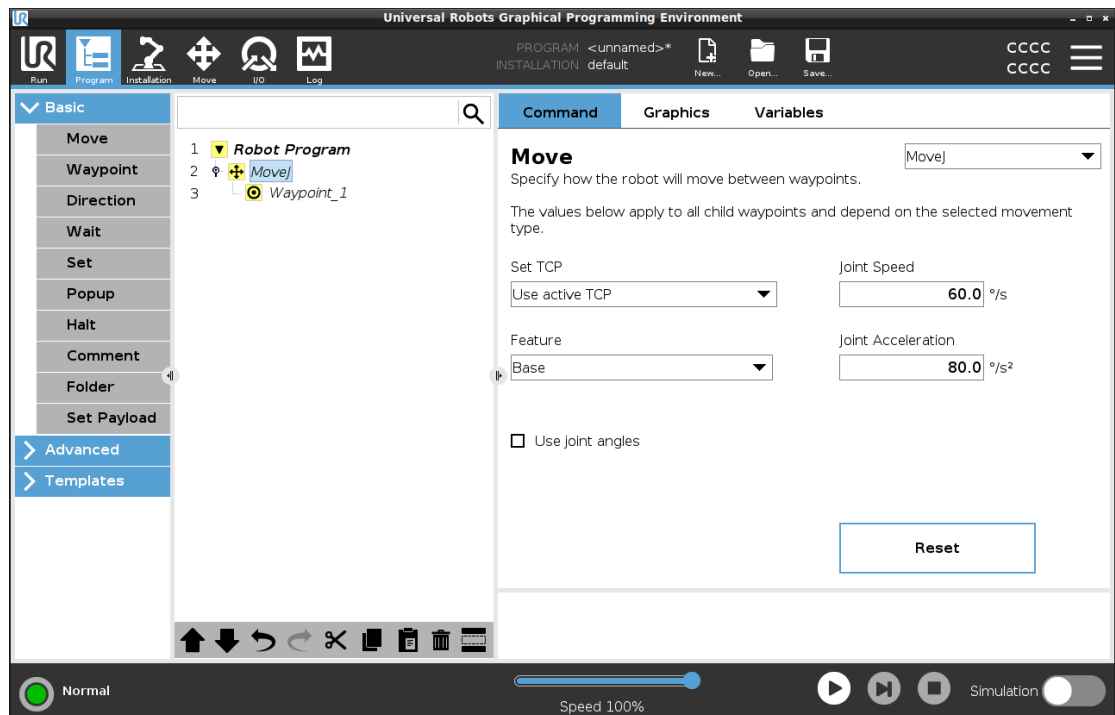 UR
Universal Robots Graphical Programming Environment
UR
Run
Program
Installation
Move
I/O
Log
PROGRAM <unnamed>*
INSTALLATION default
New...
Open...
Save...
CCCC
CCCC
Basic
Move
Waypoint
Direction
Wait
Set
Popup
Halt
Comment
Folder
Set Payload
Advanced
Templates
1 Robot Program
2 MoveJ
3 Waypoint_1
Command Graphics Variables
Move
MoveJ
Specify how the robot will move between waypoints.
The values below apply to all child waypoints and depend on the selected movement
type.
Set TCP
Joint Speed
Use active TCP
60.0 °/s
Feature
Joint Acceleration
Base
80.0 °/s²
Use joint angles
Reset
Normal
Speed 100%
Simulation